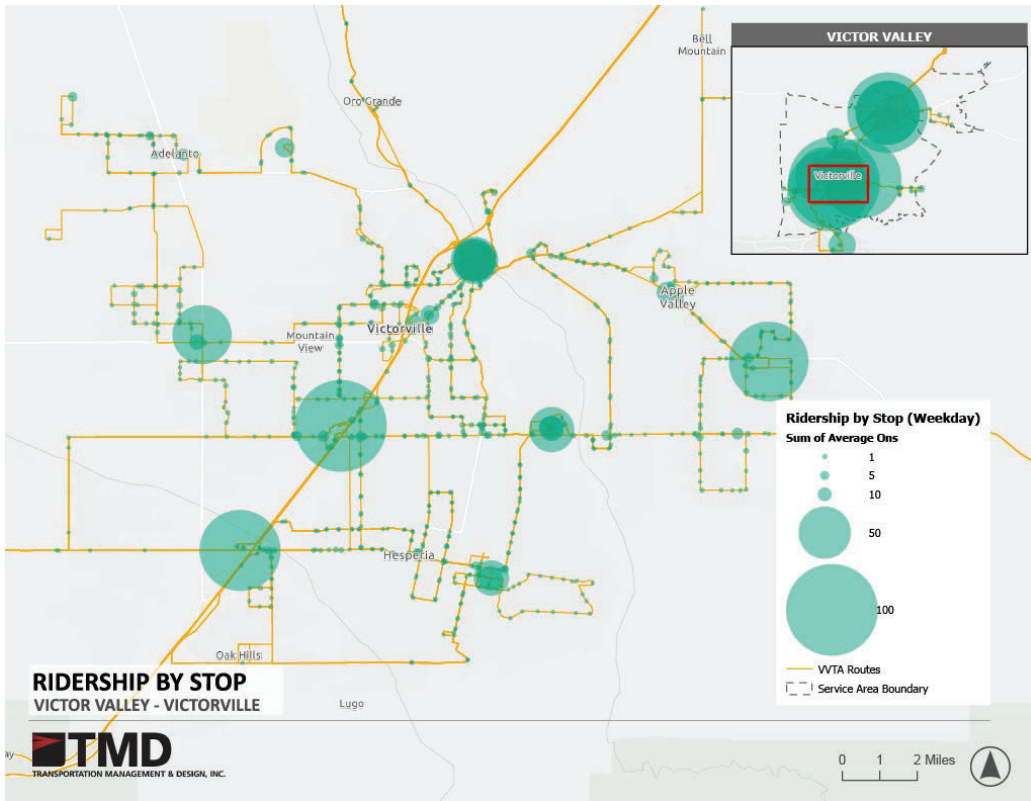 Bell
Mountain
VICTOR VALLEY
Victorville
Oro Grande
Adelanto
Apple
Valley
Victorville
Mountain
View
Hesperia
Oak Hills
Lugo
Ridership by Stop (Weekday)
Sum of Average Ons
1
5
10
50
100
VVTA Routes
Service Area Boundary
RIDERSHIP BY STOP
VICTOR VALLEY - VICTORVILLE
ay
TMD
TRANSPORTATION MANAGEMENT & DESIGN, INC.
0 1 2 Miles